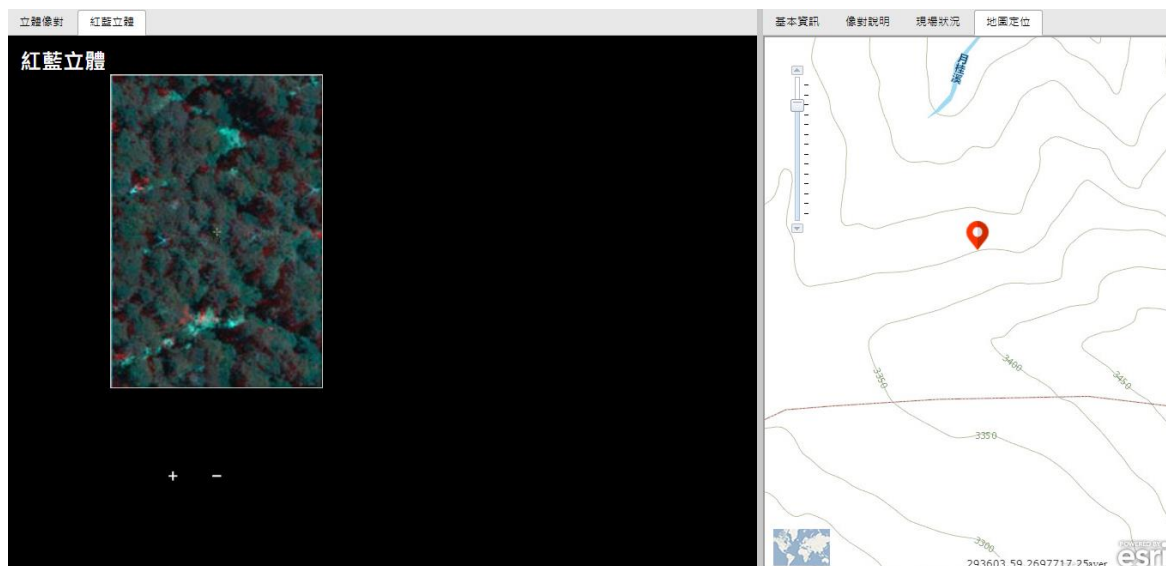 立體像對
紅藍立體
紅藍立體
+
−
基本資訊
像對說明
現場狀況
地圖定位
3350
3400
3450
3350
3300
293603.59 2697717.25
POWERED BY
esri